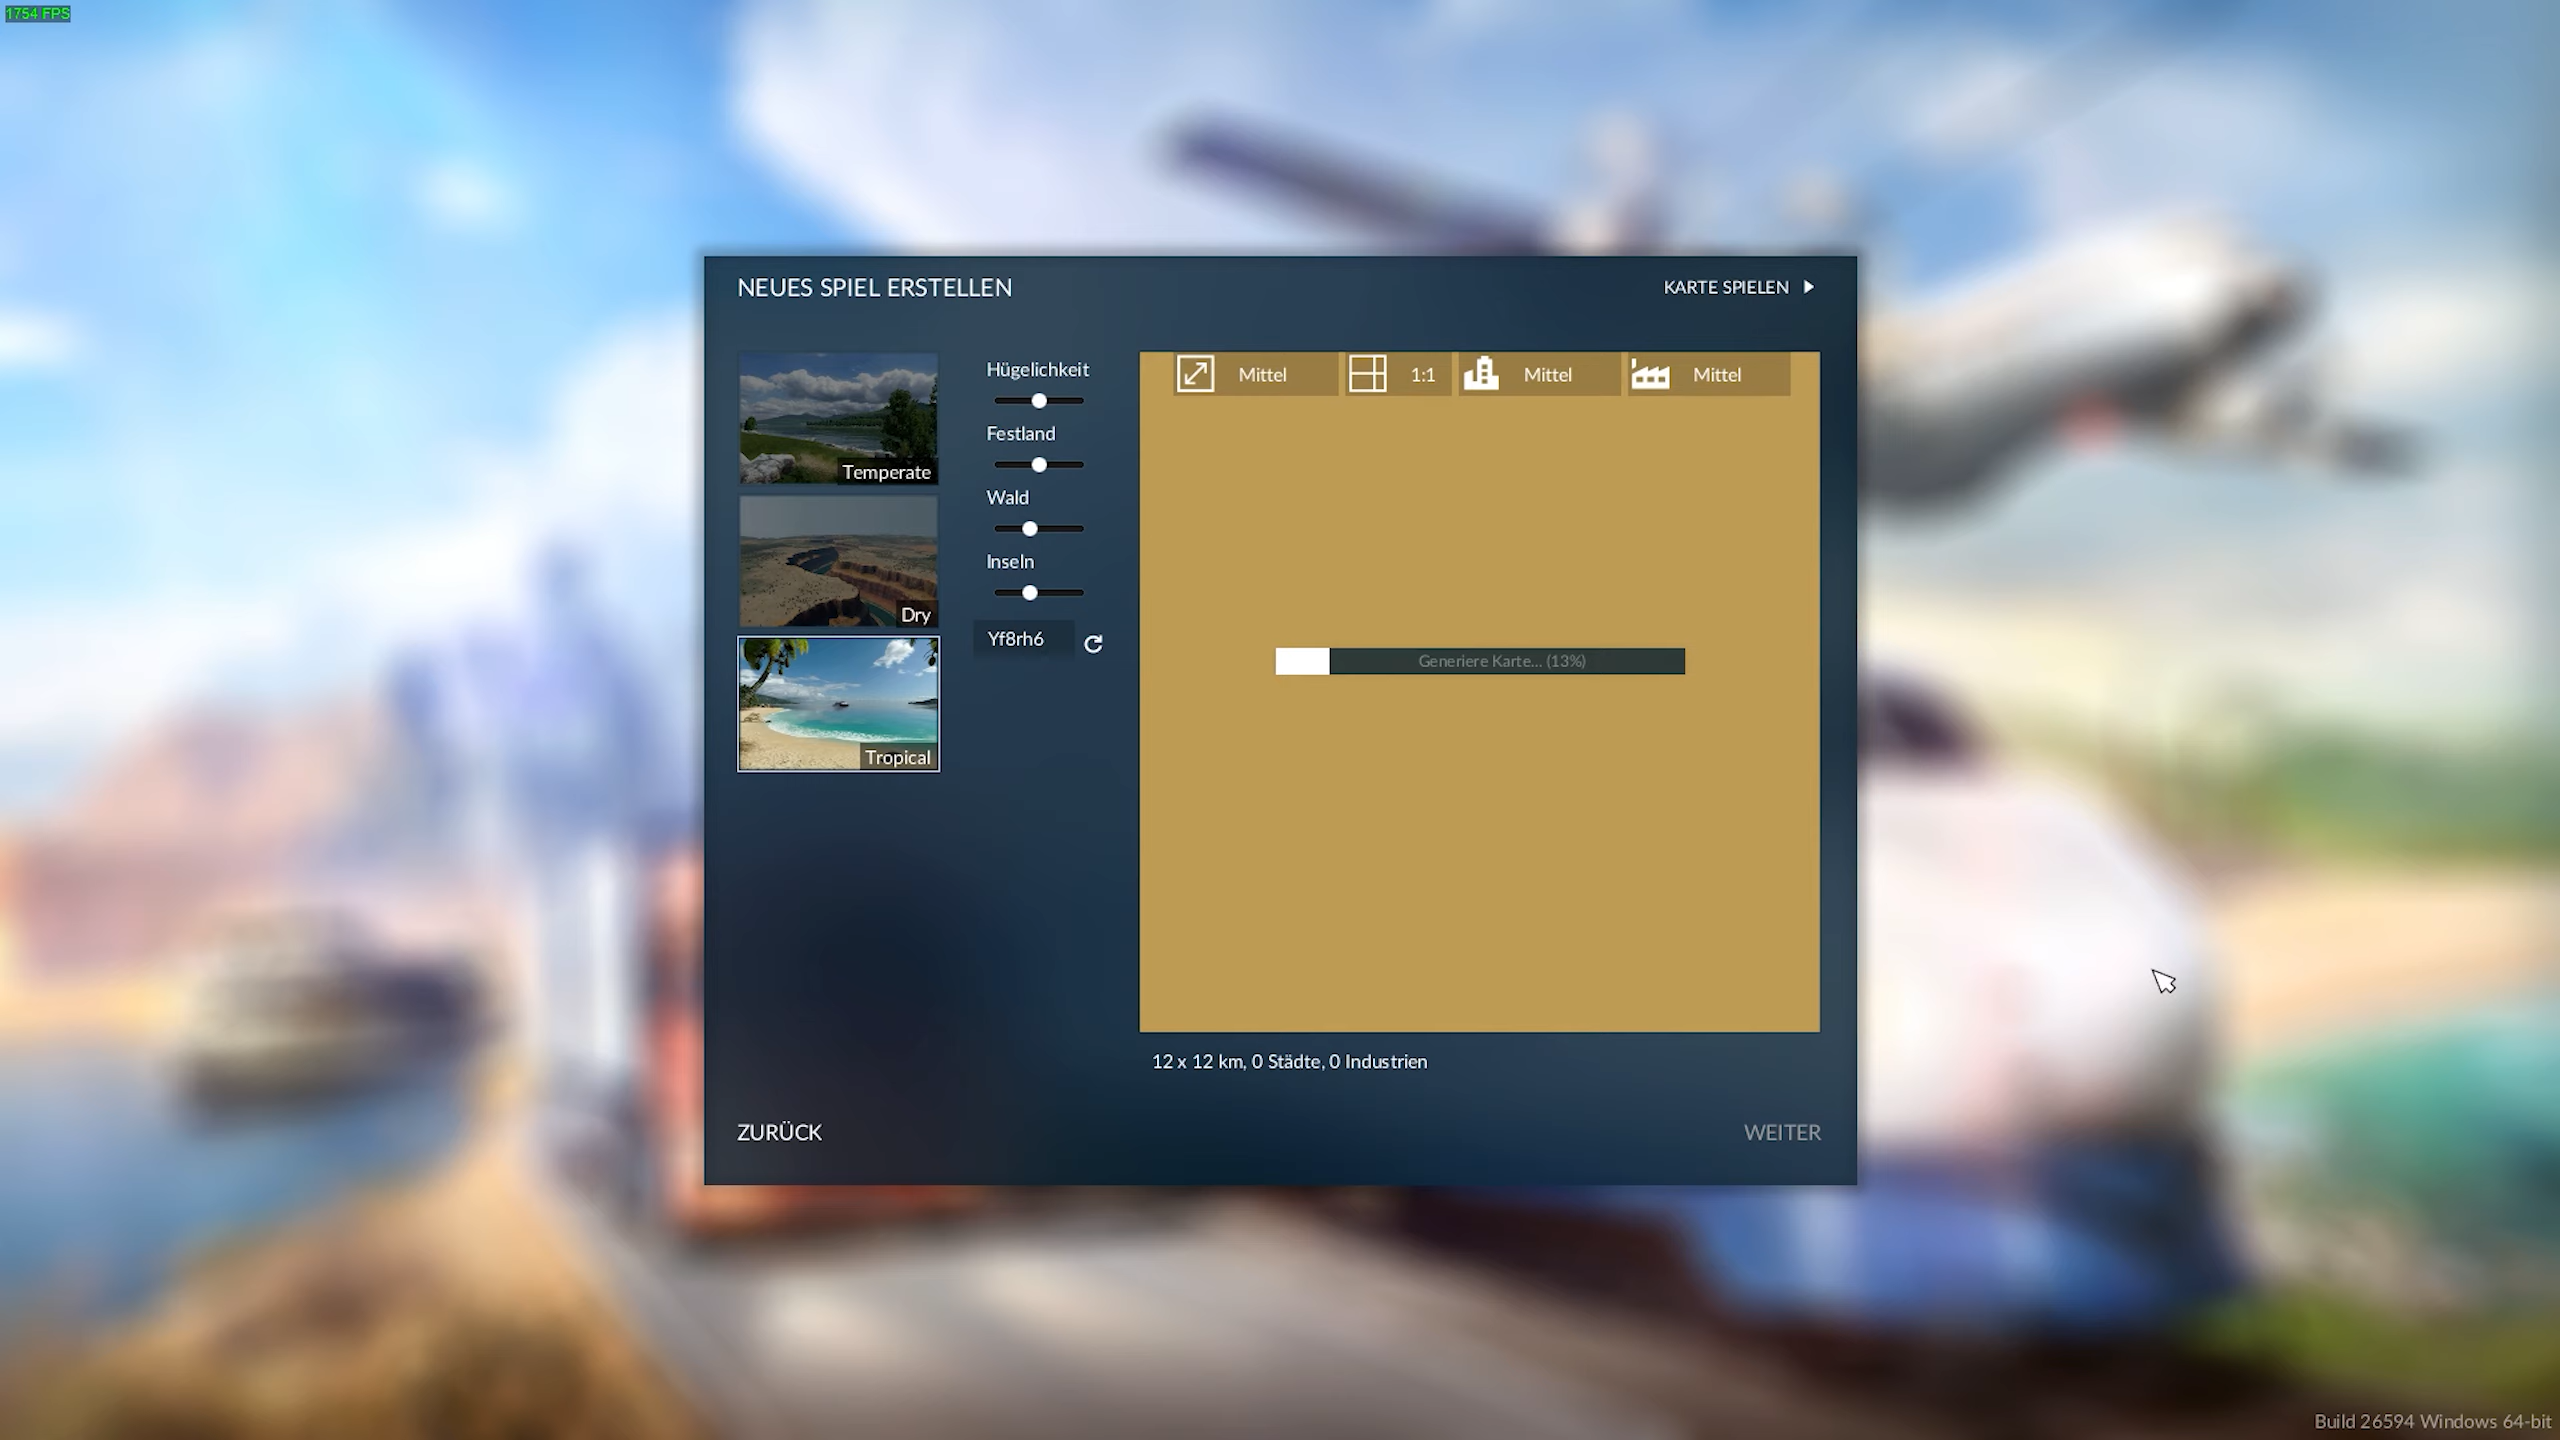 1754 FPS
NEUES SPIEL ERSTELLEN
KARTE SPIELEN
Temperate
Dry
Tropical
Hügelichkeit
Festland
Wald
Inseln
Yf8rh6
Mittel
1:1
Mittel
Mittel
Generiere Karte... (13%)
12 x 12 km, 0 Städte, 0 Industrien
ZURÜCK
WEITER
Build 26594 Windows 64-bit